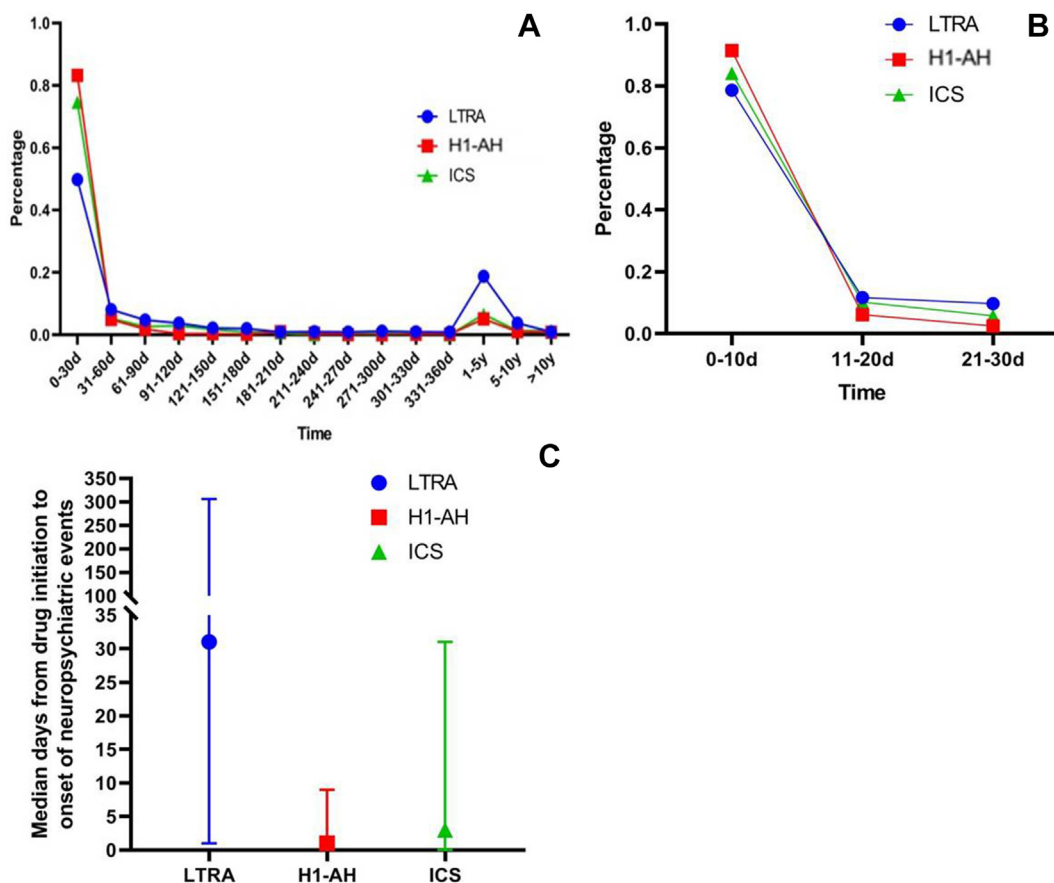 A
Percentage
1.0
0.8
0.6
0.4
0.2
0.0
LTRA
H1-AH
ICS
0-30d
31-60d
61-90d
91-120d
121-150d
151-180d
181-210d
211-240d
241-270d
271-300d
301-330d
331-360d
1-5y
5-10y
>10y
Time
B
Percentage
1.0
0.8
0.6
0.4
0.2
0.0
LTRA
H1-AH
ICS
0-10d
11-20d
21-30d
Time
C
Median days from drug initiation to
onset of neuropsychiatric events
350
300
250
200
150
100
35
30
25
20
15
10
5
0
LTRA
H1-AH
ICS
LTRA
H1-AH
ICS